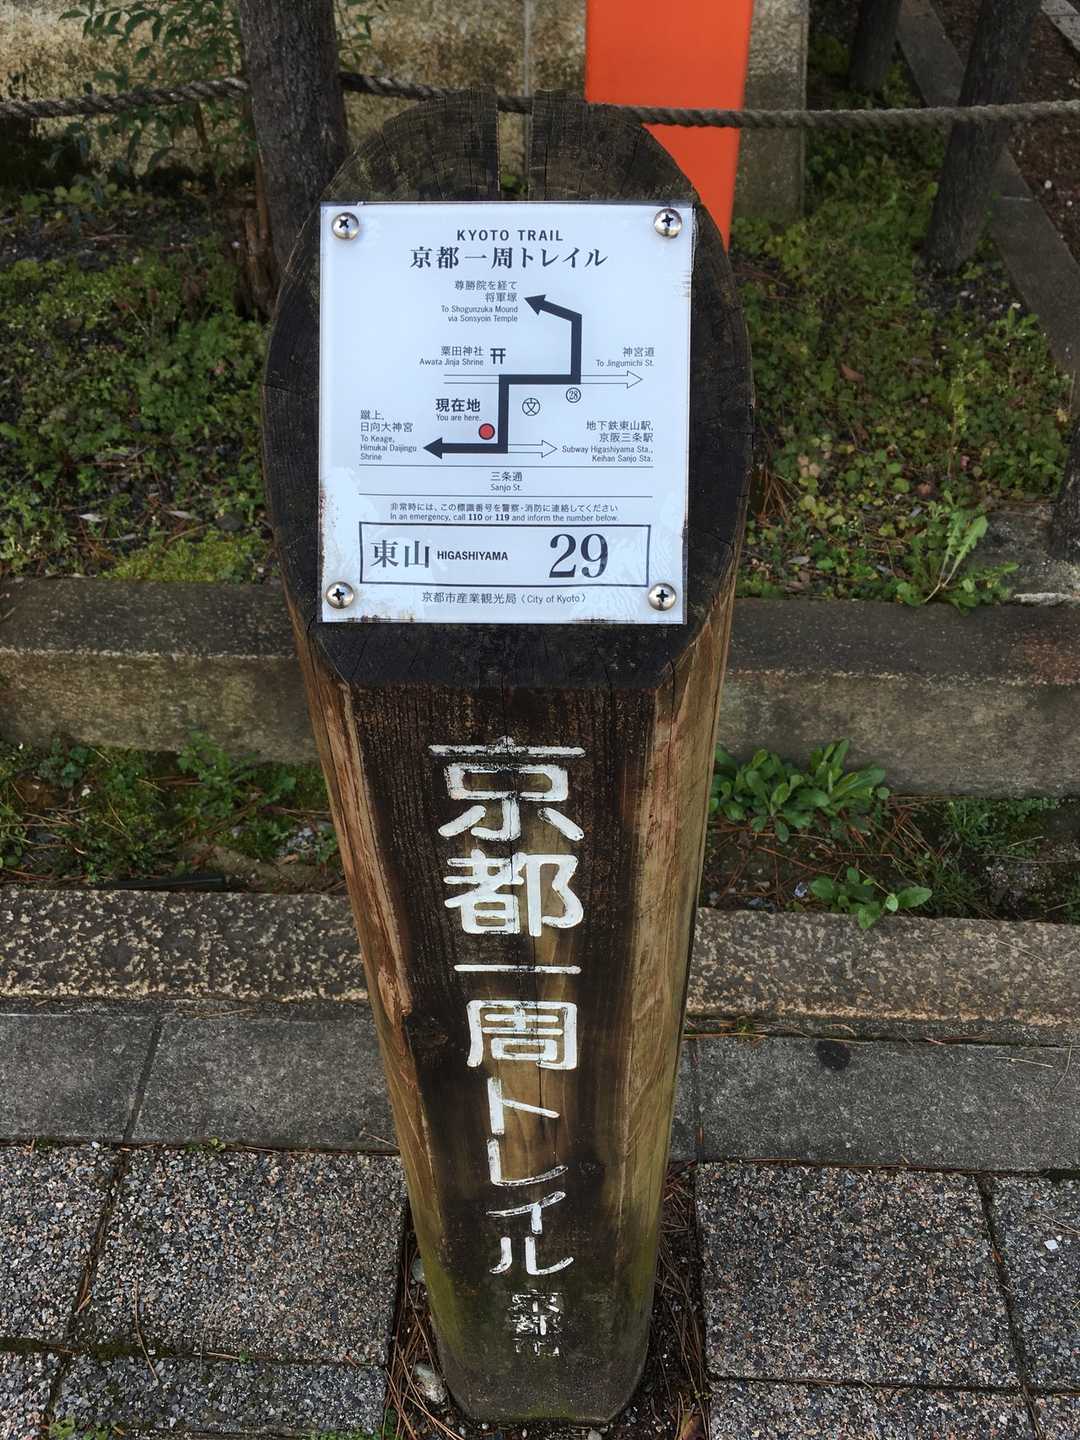 KYOTO TRAIL
京都一周トレイル
尊勝院を経て
将軍塚
To Shogunzuka Mound
via Sonsyoin Temple
粟田神社
Awata Jinja Shrine
神宮道
To Jingumichi St.
28
現在地
You are here.
文
蹴上,
日向大神宮
To Keage,
Himukai Daijingu
Shrine
地下鉄東山駅,
京阪三条駅
Subway Higashiyama Sta.,
Keihan Sanjo Sta.
三条通
Sanjo St.
非常時には、この標識番号を警察・消防に連絡してください
In an emergency, call 110 or 119 and inform the number below.
東山 HIGASHIYAMA 29
京都市産業観光局（City of Kyoto）
京都一周トレイル
京都